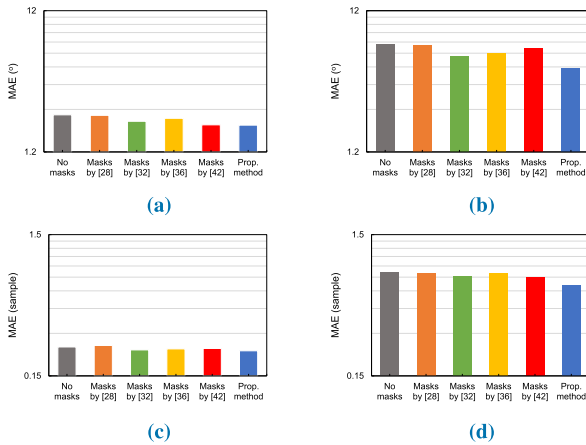 12
MAE (°)
1.2
No masks
Masks by [28]
Masks by [32]
Masks by [36]
Masks by [42]
Prop. method
(a)
12
MAE (°)
1.2
No masks
Masks by [28]
Masks by [32]
Masks by [36]
Masks by [42]
Prop. method
(b)
1.5
MAE (sample)
0.15
No masks
Masks by [28]
Masks by [32]
Masks by [36]
Masks by [42]
Prop. method
(c)
1.5
MAE (sample)
0.15
No masks
Masks by [28]
Masks by [32]
Masks by [36]
Masks by [42]
Prop. method
(d)